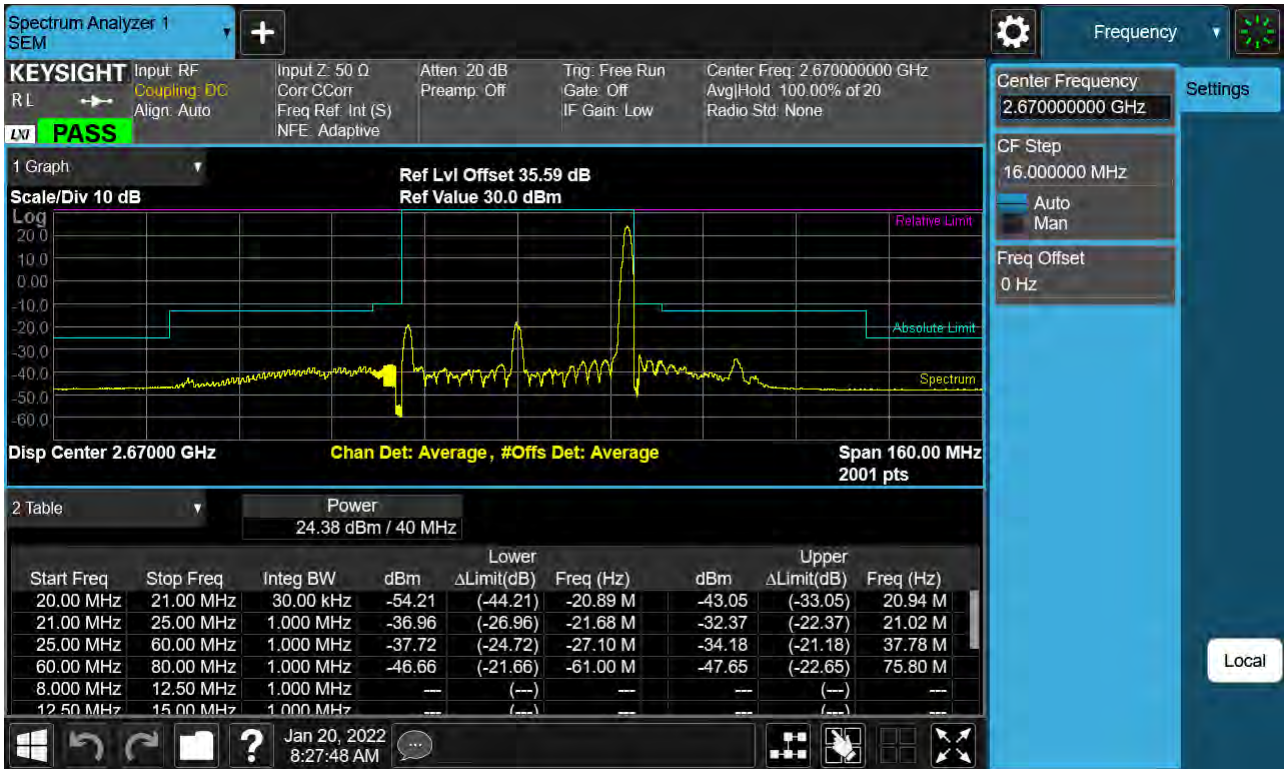 Spectrum Analyzer 1
SEM
Frequency
KEYSIGHT
Input: RF
Input Z: 50 Ω
Atten: 20 dB
Trig: Free Run
Center Freq: 2.670000000 GHz
RL
Coupling: DC
Corr CCorr
Preamp: Off
Gate: Off
Avg|Hold: 100.00% of 20
Align: Auto
Freq Ref: Int (S)
IF Gain: Low
Radio Std: None
LXI
PASS
NFE: Adaptive
Center Frequency
2.670000000 GHz
Settings
CF Step
16.000000 MHz
Auto
Man
Freq Offset
0 Hz
Local
1 Graph
Ref Lvl Offset 35.59 dB
Scale/Div 10 dB
Ref Value 30.0 dBm
Log
Relative Limit
20.0
10.0
0.00
-10.0
-20.0
Absolute Limit
-30.0
-40.0
Spectrum
-50.0
-60.0
Disp Center 2.67000 GHz
Chan Det: Average, #Offs Det: Average
Span 160.00 MHz
2001 pts
2 Table
Power
24.38 dBm / 40 MHz
Lower Upper
Start Freq Stop Freq Integ BW dBm ΔLimit(dB) Freq (Hz) dBm ΔLimit(dB) Freq (Hz)
20.00 MHz 21.00 MHz 30.00 kHz -54.21 (-44.21) -20.89 M -43.05 (-33.05) 20.94 M
21.00 MHz 25.00 MHz 1.000 MHz -36.96 (-26.96) -21.68 M -32.37 (-22.37) 21.02 M
25.00 MHz 60.00 MHz 1.000 MHz -37.72 (-24.72) -27.10 M -34.18 (-21.18) 37.78 M
60.00 MHz 80.00 MHz 1.000 MHz -46.66 (-21.66) -61.00 M -47.65 (-22.65) 75.80 M
8.000 MHz 12.50 MHz 1.000 MHz --- (---) --- --- (---) ---
12.50 MHz 15.00 MHz 1.000 MHz --- (---) --- --- (---) ---
Jan 20, 2022
8:27:48 AM